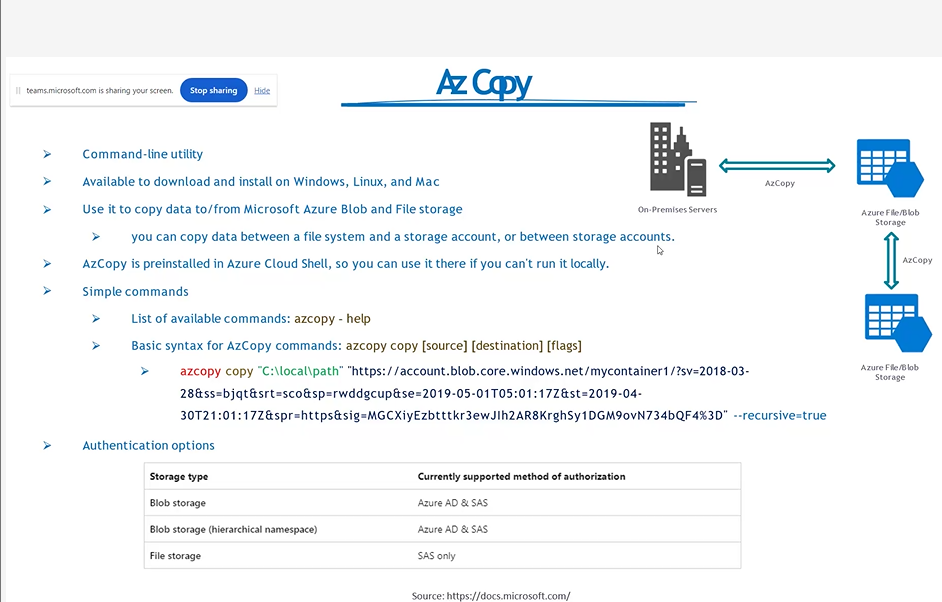 Az Copy
teams.microsoft.com is sharing your screen. Stop sharing Hide
➢ Command-line utility
➢ Available to download and install on Windows, Linux, and Mac
➢ Use it to copy data to/from Microsoft Azure Blob and File storage
➢ you can copy data between a file system and a storage account, or between storage accounts.
➢ AzCopy is preinstalled in Azure Cloud Shell, so you can use it there if you can't run it locally.
➢ Simple commands
➢ List of available commands: azcopy - help
➢ Basic syntax for AzCopy commands: azcopy copy [source] [destination] [flags]
➢ azcopy copy "C:\local\path" "https://account.blob.core.windows.net/mycontainer1/?sv=2018-03-
28&ss=bjqt&srt=sco&sp=rwddgcup&se=2019-05-01T05:01:17Z&st=2019-04-
30T21:01:17Z&spr=https&sig=MGCXiyEzbtttkr3ewJIh2AR8KrghSy1DGM9ovN734bQF4%3D" --recursive=true
➢ Authentication options
Storage type Currently supported method of authorization
Blob storage Azure AD & SAS
Blob storage (hierarchical namespace) Azure AD & SAS
File storage SAS only
Source: https://docs.microsoft.com/
On-Premises Servers
AzCopy
Azure File/Blob
Storage
AzCopy
Azure File/Blob
Storage